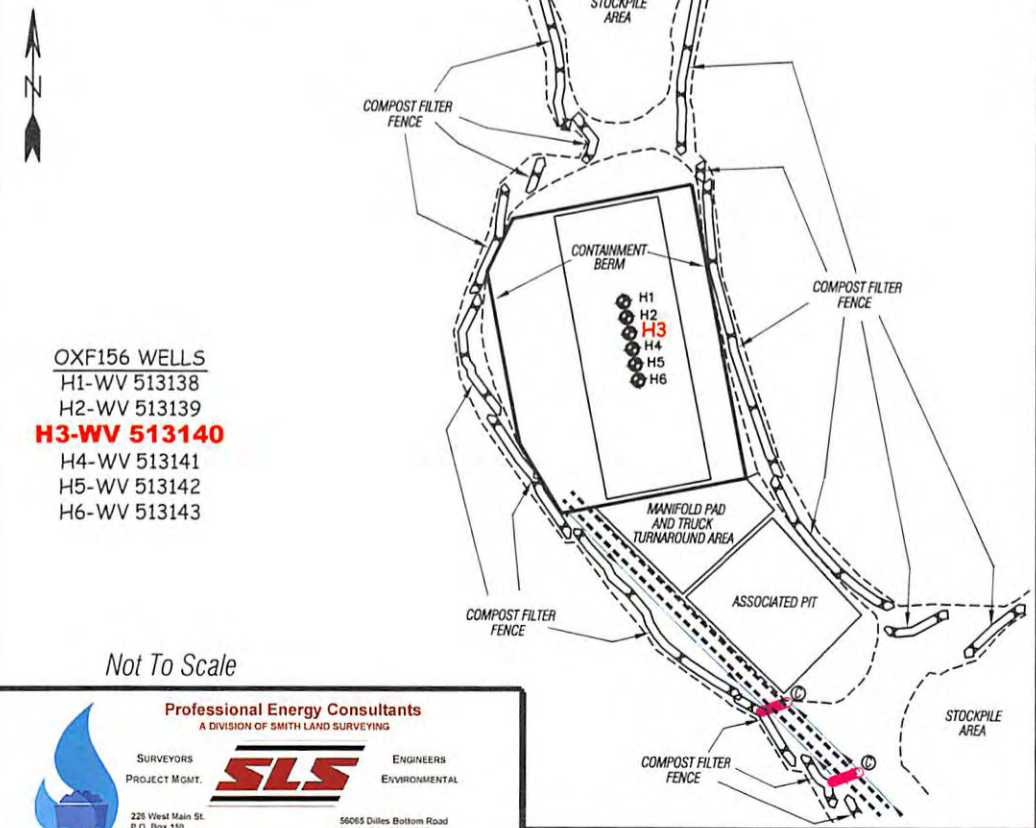 STOCKPILE
AREA
N
COMPOST FILTER
FENCE
CONTAINMENT
BERM
COMPOST FILTER
FENCE
H1
H2
H3
H4
H5
H6
OXF156 WELLS
H1-WV 513138
H2-WV 513139
H3-WV 513140
H4-WV 513141
H5-WV 513142
H6-WV 513143
MANIFOLD PAD
AND TRUCK
TURNAROUND AREA
ASSOCIATED PIT
COMPOST FILTER
FENCE
Not To Scale
C
STOCKPILE
AREA
COMPOST FILTER
FENCE
C
Professional Energy Consultants
A DIVISION OF SMITH LAND SURVEYING
SURVEYORS
PROJECT MGMT.
SLS
ENGINEERS
ENVIRONMENTAL
226 West Main St.
P.O. Box 150
56065 Dilles Bottom Road